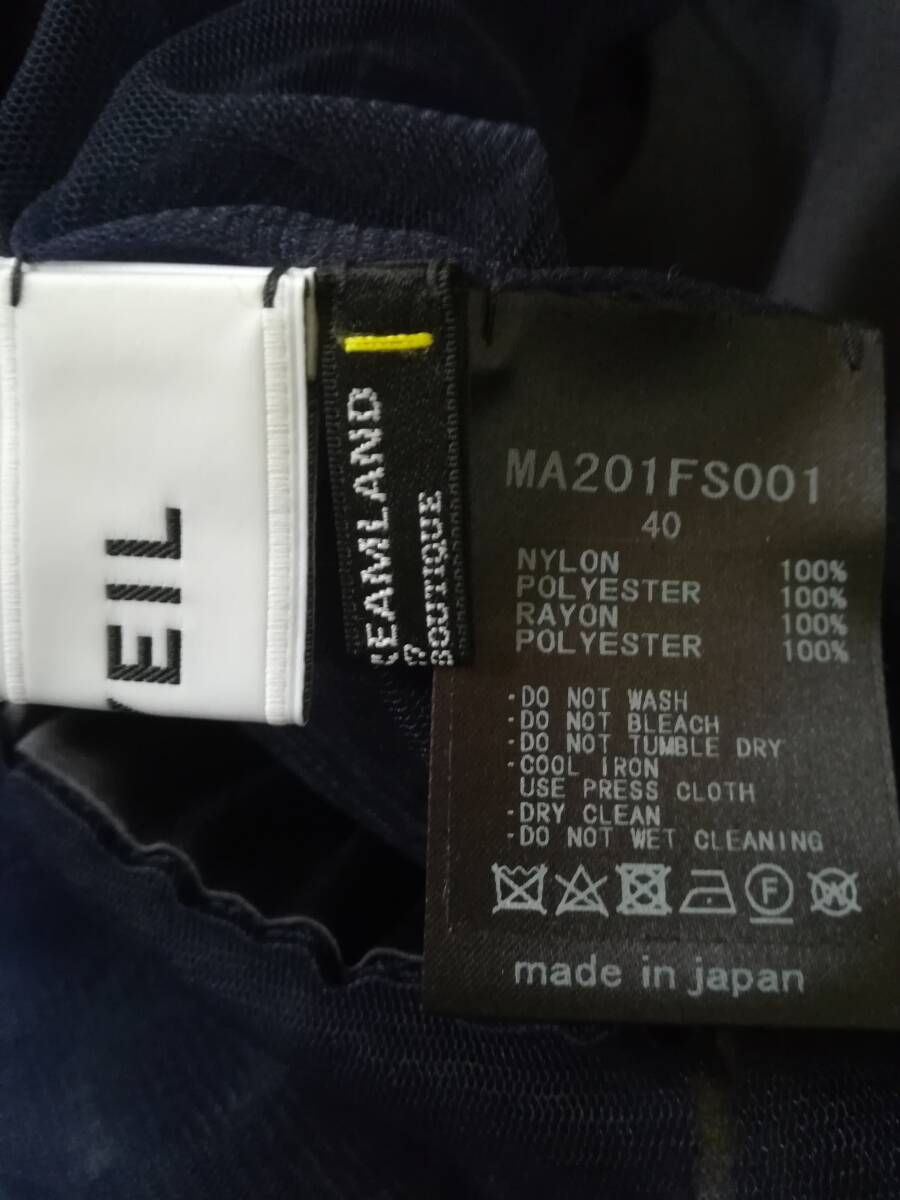 EIL
EAMLAND
BOUTIQUE
MA201FS001
40
NYLON 100%
POLYESTER 100%
RAYON 100%
POLYESTER 100%
·DO NOT WASH
·DO NOT BLEACH
·DO NOT TUMBLE DRY
·COOL IRON
USE PRESS CLOTH
·DRY CLEAN
·DO NOT WET CLEANING
F W
made in japan